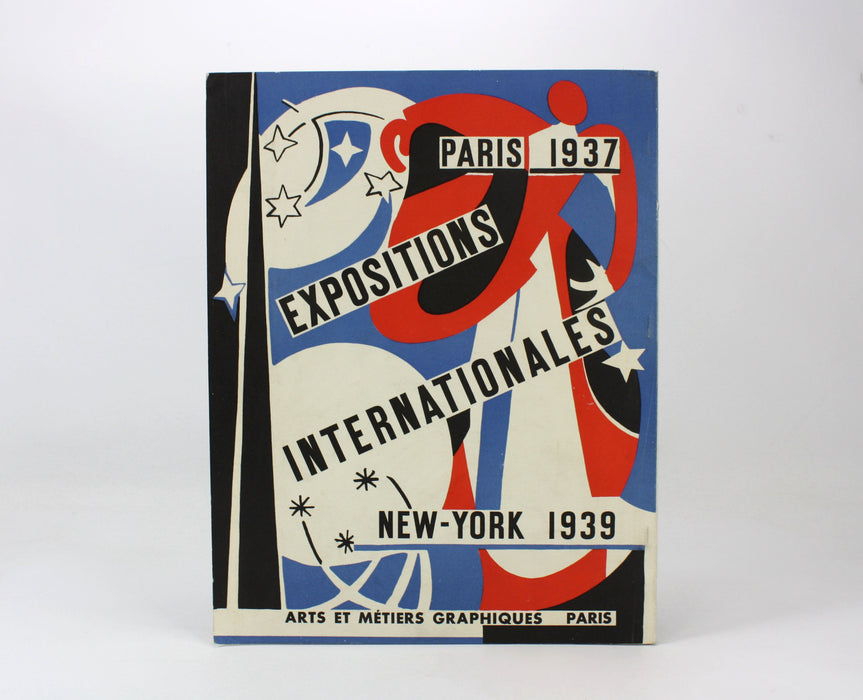 PARIS 1937
EXPOSITIONS
INTERNATIONALES
NEW-YORK 1939
ARTS ET MÉTIERS GRAPHIQUES PARIS